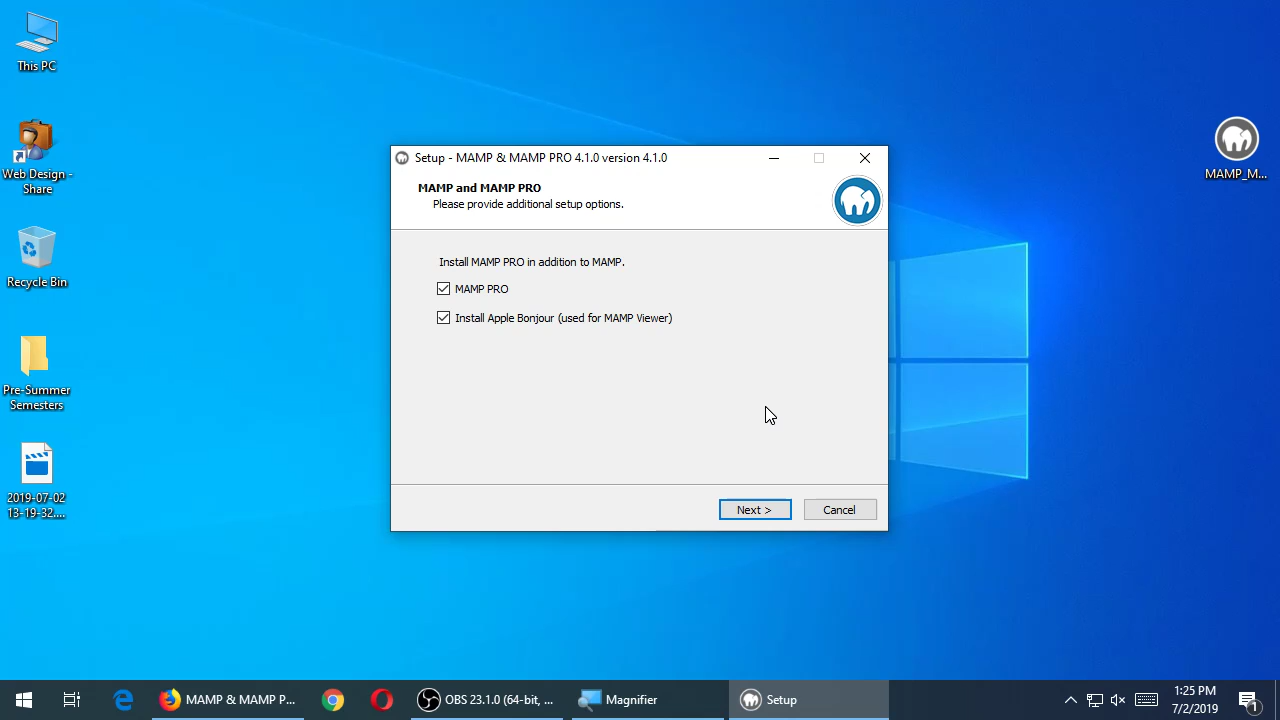 This PC
Web Design -
Share
Recycle Bin
Pre-Summer
Semesters
2019-07-02
13-19-32....
MAMP_M...
Setup - MAMP & MAMP PRO 4.1.0 version 4.1.0
MAMP and MAMP PRO
Please provide additional setup options.
Install MAMP PRO in addition to MAMP.
MAMP PRO
Install Apple Bonjour (used for MAMP Viewer)
Next >
Cancel
MAMP & MAMP P...
OBS 23.1.0 (64-bit, ...
Magnifier
Setup
1:25 PM
7/2/2019
1